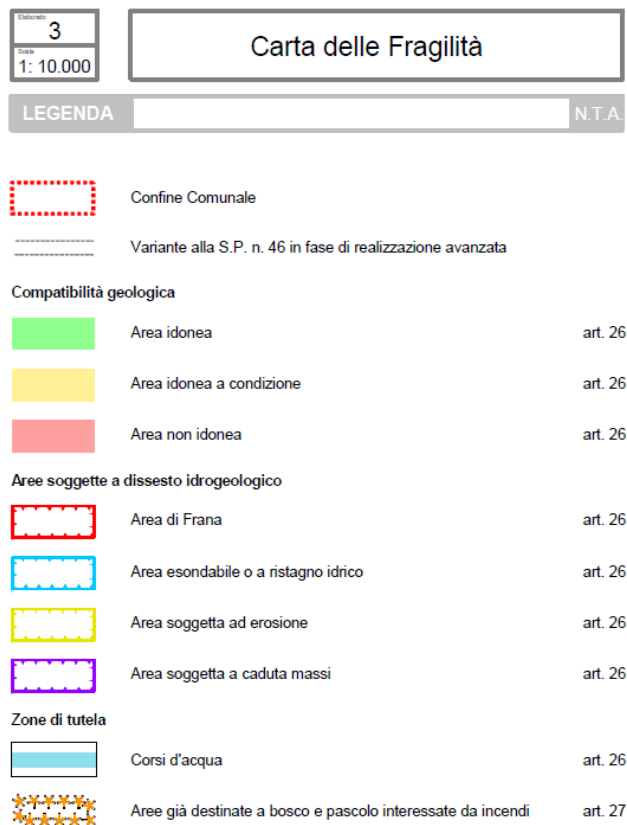 Elaborato
3
Scala
1: 10.000
Carta delle Fragilità
LEGENDA N.T.A.
Confine Comunale
Variante alla S.P. n. 46 in fase di realizzazione avanzata
Compatibilità geologica
Area idonea art. 26
Area idonea a condizione art. 26
Area non idonea art. 26
Aree soggette a dissesto idrogeologico
Area di Frana art. 26
Area esondabile o a ristagno idrico art. 26
Area soggetta ad erosione art. 26
Area soggetta a caduta massi art. 26
Zone di tutela
Corsi d'acqua art. 26
Aree già destinate a bosco e pascolo interessate da incendi art. 27